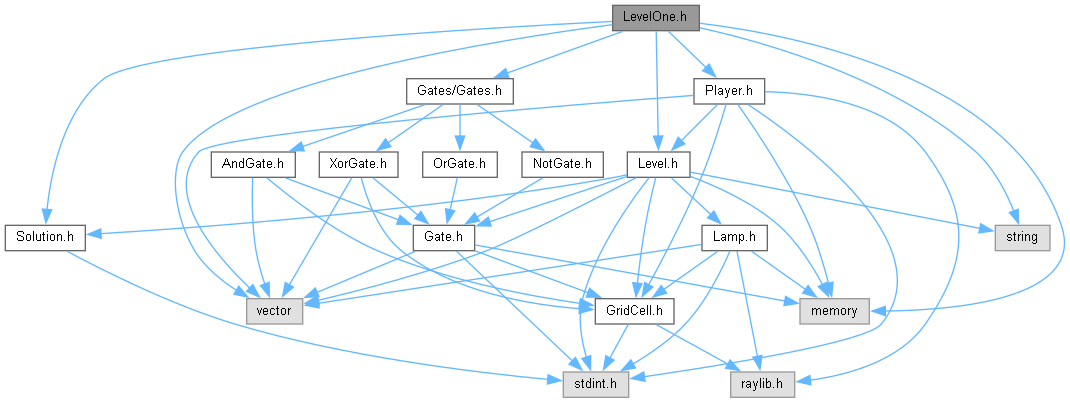 LevelOne.h
Gates/Gates.h
Player.h
AndGate.h
XorGate.h
OrGate.h
NotGate.h
Level.h
Solution.h
Gate.h
Lamp.h
string
vector
GridCell.h
memory
stdint.h
raylib.h